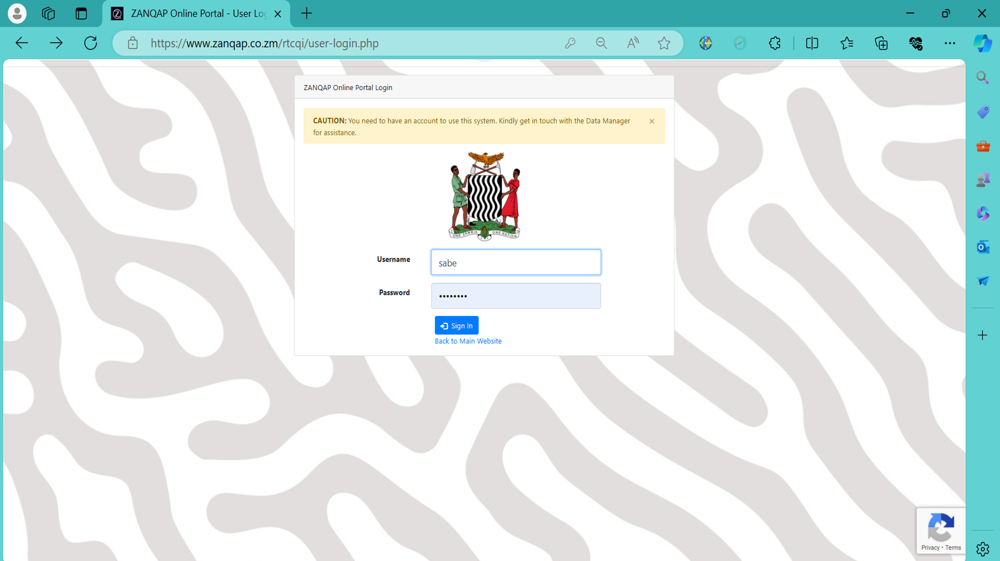 ZANQAP Online Portal - User Log
https://www.zanqap.co.zm/rtcqi/user-login.php
ZANQAP Online Portal Login
CAUTION: You need to have an account to use this system. Kindly get in touch with the Data Manager
for assistance.
ONE ZAMBIA ONE NATION
Username
sabe
Password
Sign In
Back to Main Website
Privacy - Terms